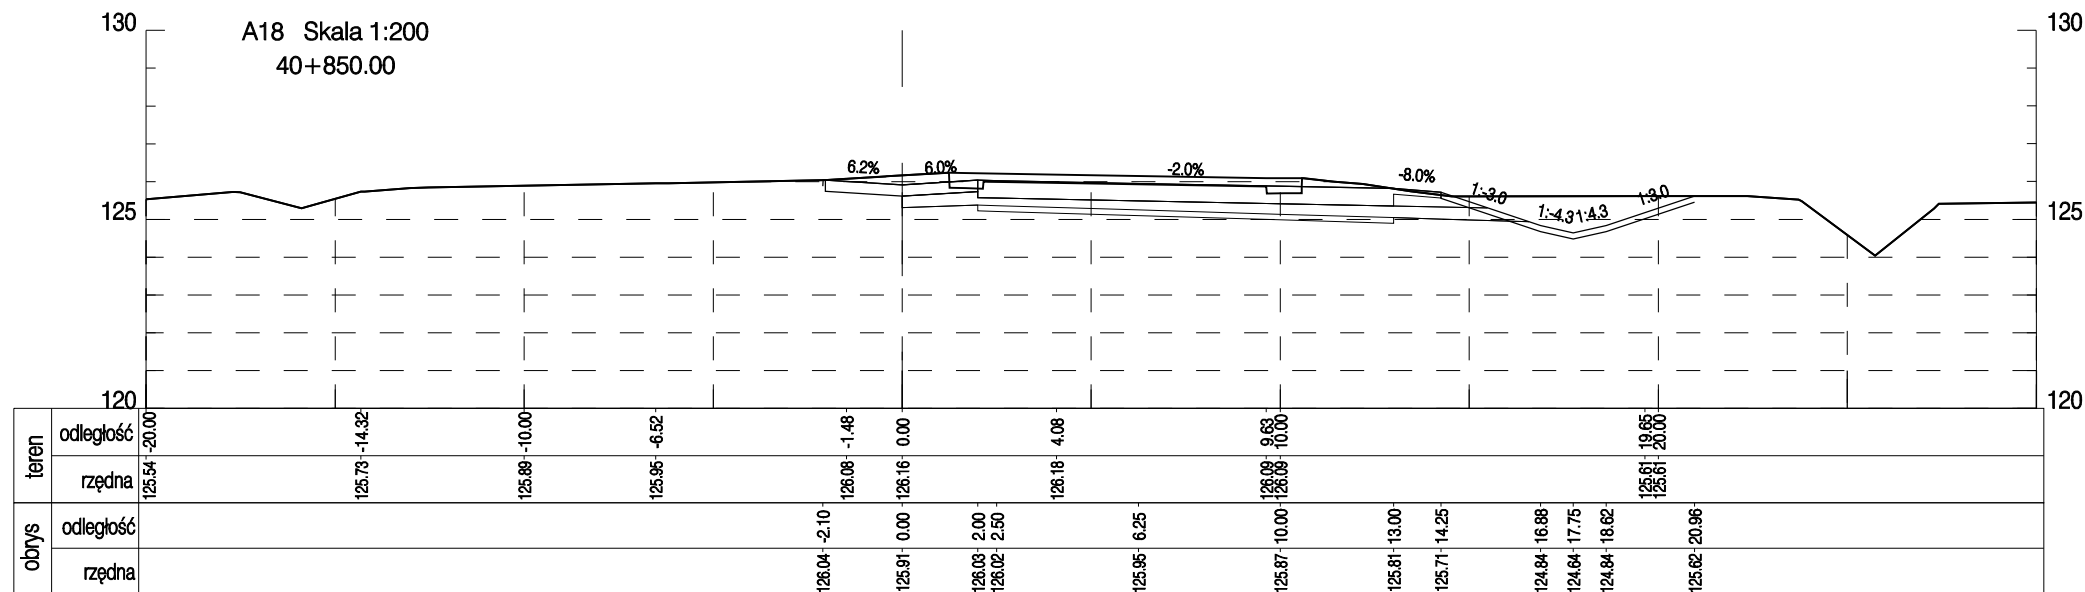 130 130
A18 Skala 1:200
40+850.00
6.2% 6.0% -2.0% -8.0% 1:-3.0 1:-4.3 1:4.3 1:3.0
125 125
120 120
teren
odległość -20.00 -14.32 -10.00 -6.52 -1.48 0.00 4.08 9.63 10.00 19.65 20.00
rzędna 125.54 125.73 125.89 125.95 126.08 126.16 126.18 126.09 126.09 125.61 125.61
obrys
odległość -2.10 0.00 2.00 2.50 6.25 10.00 13.00 14.25 16.88 17.75 18.62 20.96
rzędna 126.04 125.91 126.03 126.02 125.95 125.87 125.81 125.71 124.84 124.64 124.84 125.62